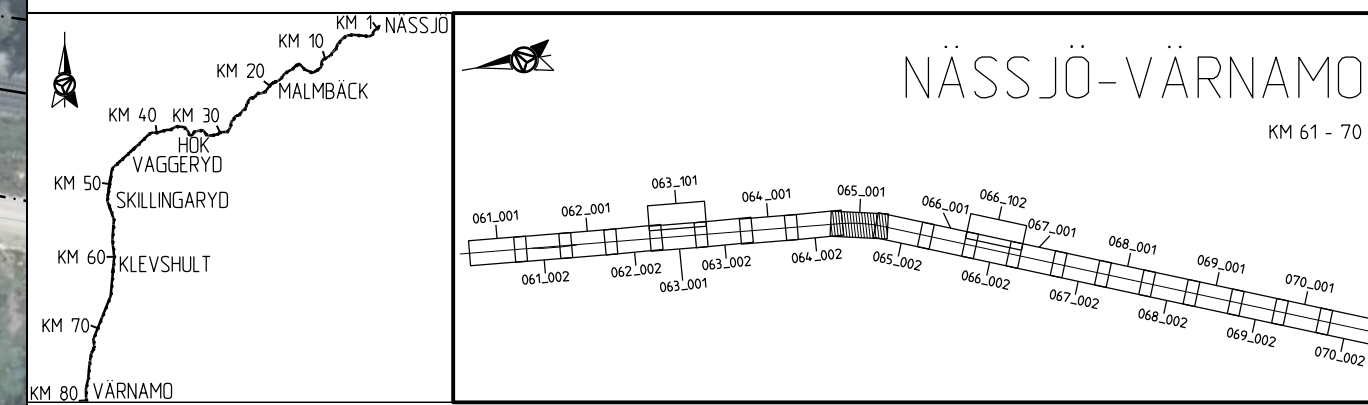 KM 1 NÄSSJÖ
KM 10
KM 20
MALMBÄCK
KM 40 KM 30
HOK
VAGGERYD
KM 50
SKILLINGARYD
KM 60 KLEVSHULT
KM 70
KM 80 VÄRNAMO
NÄSSJÖ-VÄRNAMO
KM 61 - 70
061_001
062_001
063_101
064_001
065_001
066_001
066_102
067_001
068_001
069_001
070_001
061_002
062_002
063_001
063_002
064_002
065_002
066_002
067_002
068_002
069_002
070_002